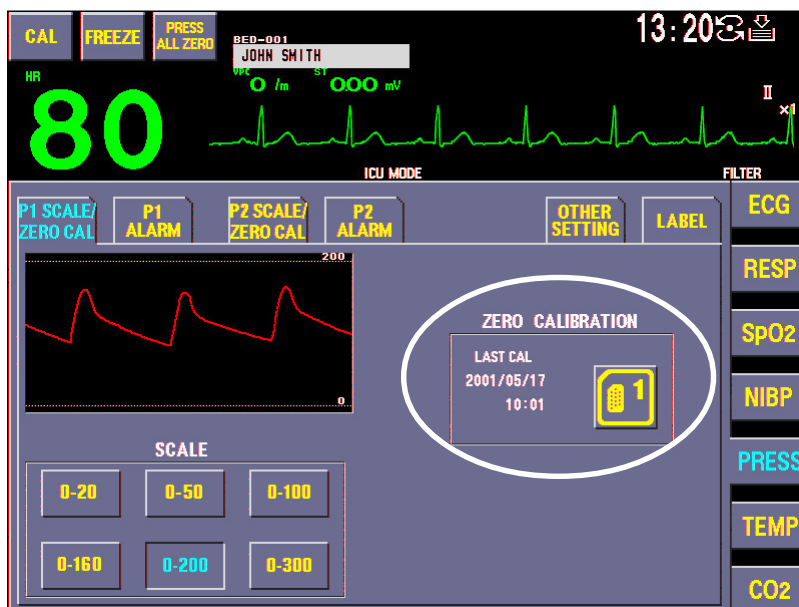 CAL
FREEZE
PRESS
ALL ZERO
BED-001
JOHN SMITH
13:20
HR
80
VPC
0 /m
ST
0.00 mV
II
×1
ICU MODE
FILTER
P1 SCALE/
ZERO CAL
P1
ALARM
P2 SCALE/
ZERO CAL
P2
ALARM
OTHER
SETTING
LABEL
200
0
ZERO CALIBRATION
LAST CAL
2001/05/17
10:01
1
SCALE
0-20
0-50
0-100
0-160
0-200
0-300
ECG
RESP
SpO2
NIBP
PRESS
TEMP
CO2